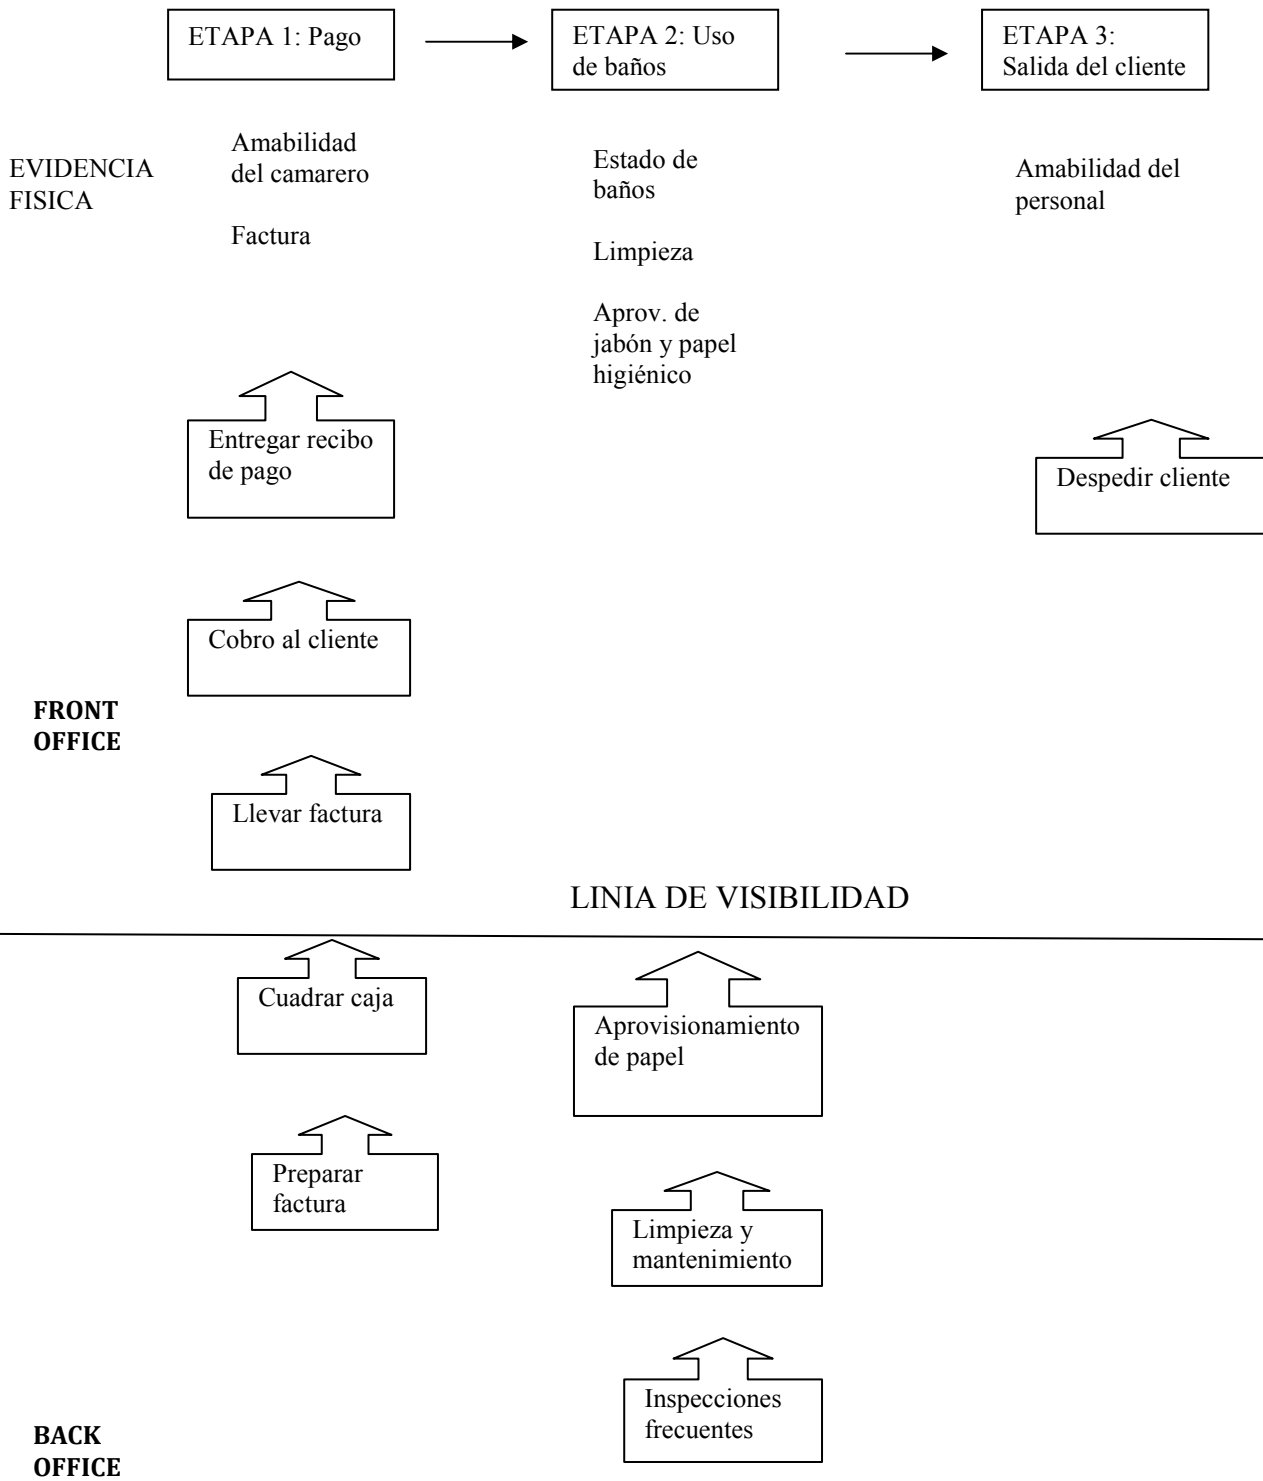 ETAPA 1: Pago
ETAPA 2: Uso
de baños
ETAPA 3:
Salida del cliente
EVIDENCIA
FISICA
Amabilidad
del camarero
Factura
Estado de
baños
Limpieza
Aprov. de
jabón y papel
higiénico
Amabilidad del
personal
Entregar recibo
de pago
Despedir cliente
Cobro al cliente
FRONT
OFFICE
Llevar factura
LINIA DE VISIBILIDAD
Cuadrar caja
Aprovisionamiento
de papel
Preparar
factura
Limpieza y
mantenimiento
Inspecciones
frecuentes
BACK
OFFICE